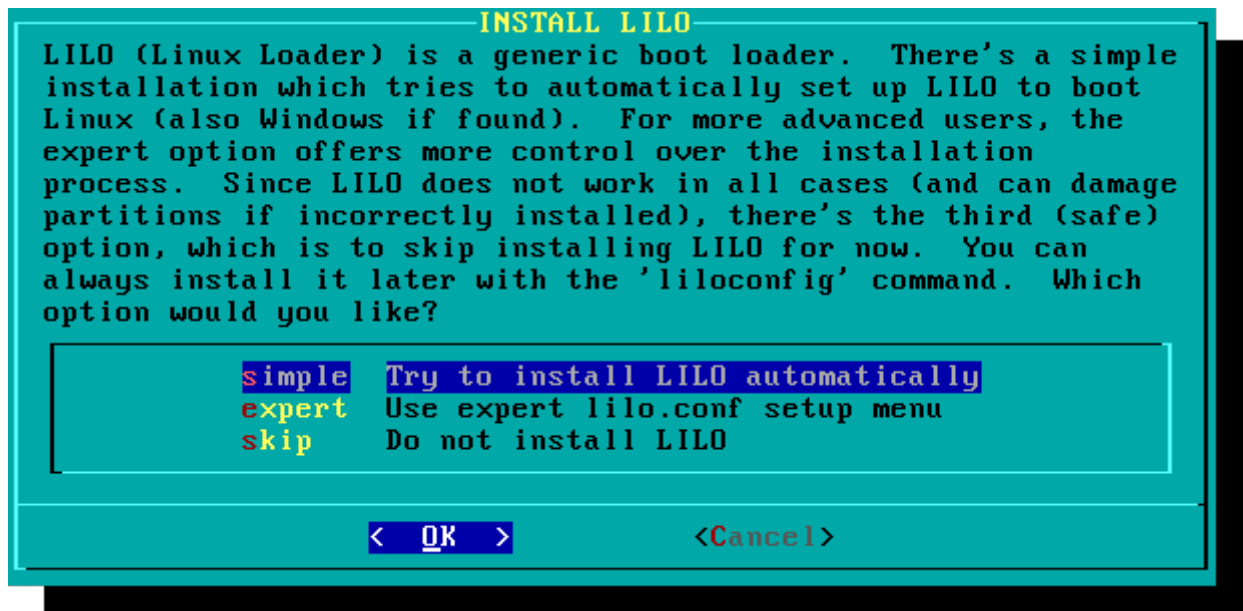 INSTALL LILO
LILO (Linux Loader) is a generic boot loader.  There's a simple
installation which tries to automatically set up LILO to boot
Linux (also Windows if found).  For more advanced users, the
expert option offers more control over the installation
process.  Since LILO does not work in all cases (and can damage
partitions if incorrectly installed), there's the third (safe)
option, which is to skip installing LILO for now.  You can
always install it later with the 'liloconfig' command.  Which
option would you like?
simple  Try to install LILO automatically
expert  Use expert lilo.conf setup menu
skip    Do not install LILO
<  OK  >          <Cancel>